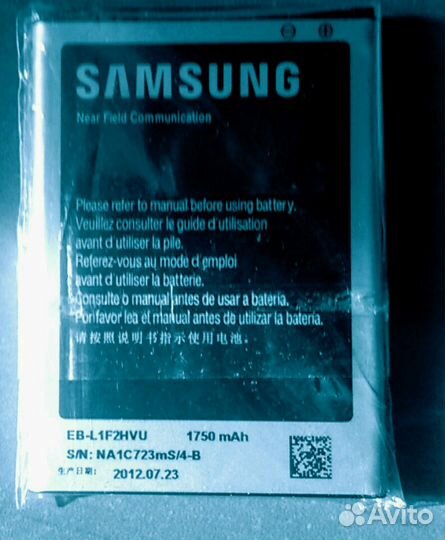 SAMSUNG
Near Field Communication
Please refer to manual before using battery.
Veuillez consulter le guide d'utilisation
avant d'utiliser la pile.
Referez-vous au mode d'emploi
avant d'utiliser la batterie.
Consulte o manual antes de usar a bateria.
Por favor lea el manual antes de utilizar la batería.
请按照说明书指示使用电池。
EB-L1F2HVU 1750 mAh
S/N: NA1C723mS/4-B
生产日期: 2012.07.23
Avito